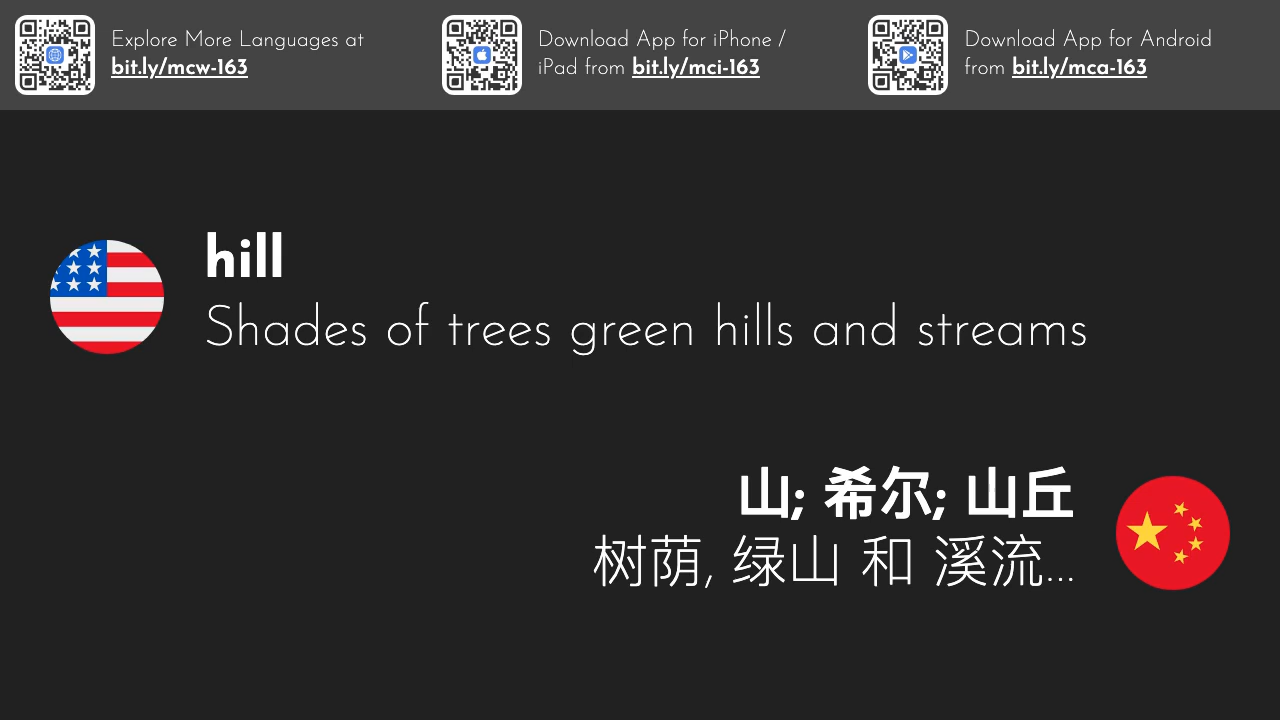 Explore More Languages at
bit.ly/mcw-163
Download App for iPhone /
iPad from bit.ly/mci-163
Download App for Android
from bit.ly/mca-163
hill
Shades of trees green hills and streams
山; 希尔; 山丘
树荫, 绿山 和 溪流...